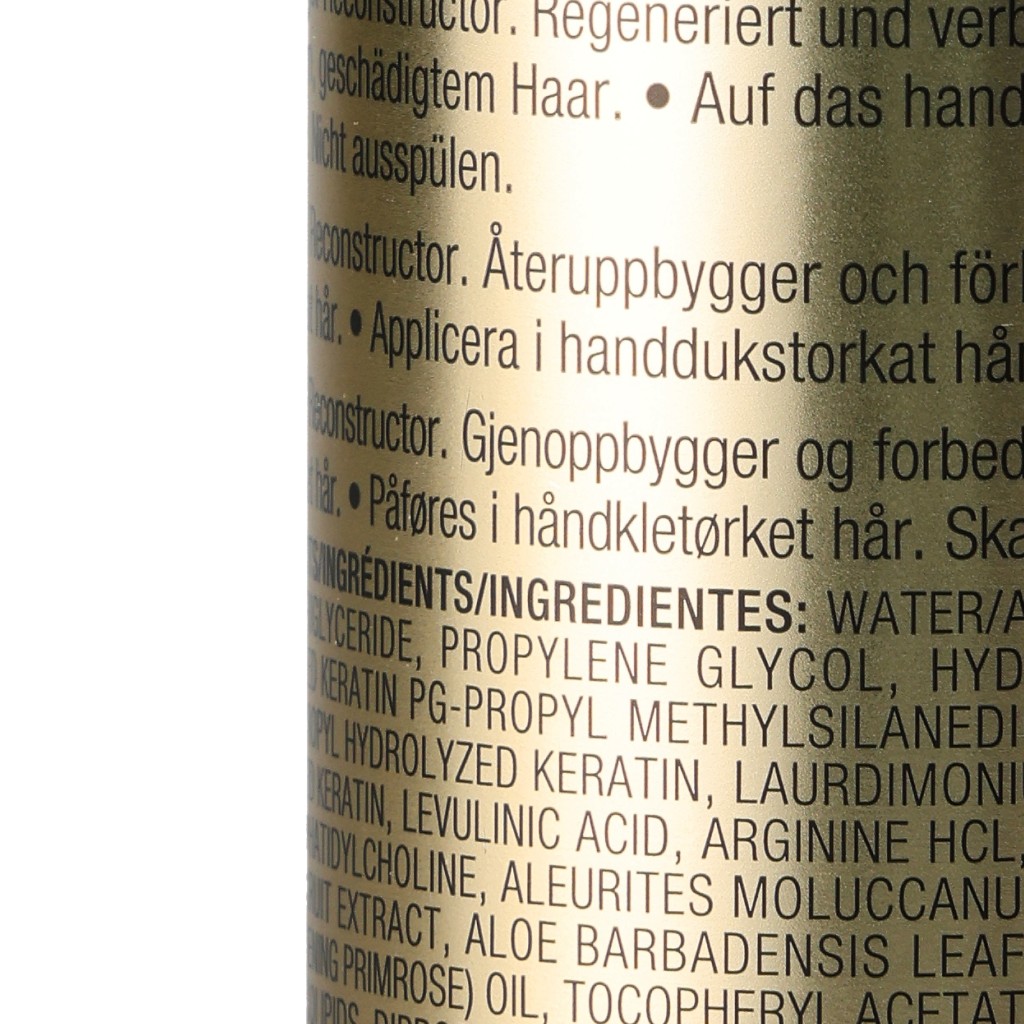 Reconstructor. Regeneriert und verb
geschädigtem Haar. • Auf das hand
Nicht ausspülen.
Reconstructor. Återuppbygger och förb
hår. • Applicera i handdukstorkat hår
Reconstructor. Gjenoppbygger og forbed
hår. • Påføres i håndkletørket hår. Ska
S/INGRÉDIENTS/INGREDIENTES: WATER/A
GLYCERIDE, PROPYLENE GLYCOL, HYD
KERATIN PG-PROPYL METHYLSILANEDI
OPYL HYDROLYZED KERATIN, LAURDIMONI
KERATIN, LEVULINIC ACID, ARGININE HCL,
HATIDYLCHOLINE, ALEURITES MOLUCCANU
FRUIT EXTRACT, ALOE BARBADENSIS LEAF
ENING PRIMROSE) OIL, TOCOPHERYL ACETAT